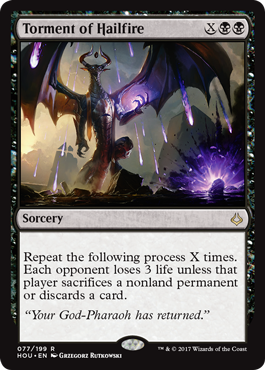 Torment of Hailfire X
Sorcery
Repeat the following process X times.
Each opponent loses 3 life unless that
player sacrifices a nonland permanent
or discards a card.
“Your God-Pharaoh has returned.”
077/199 R
HOU • EN GRZEGORZ RUTKOWSKI ™ & © 2017 Wizards of the Coast